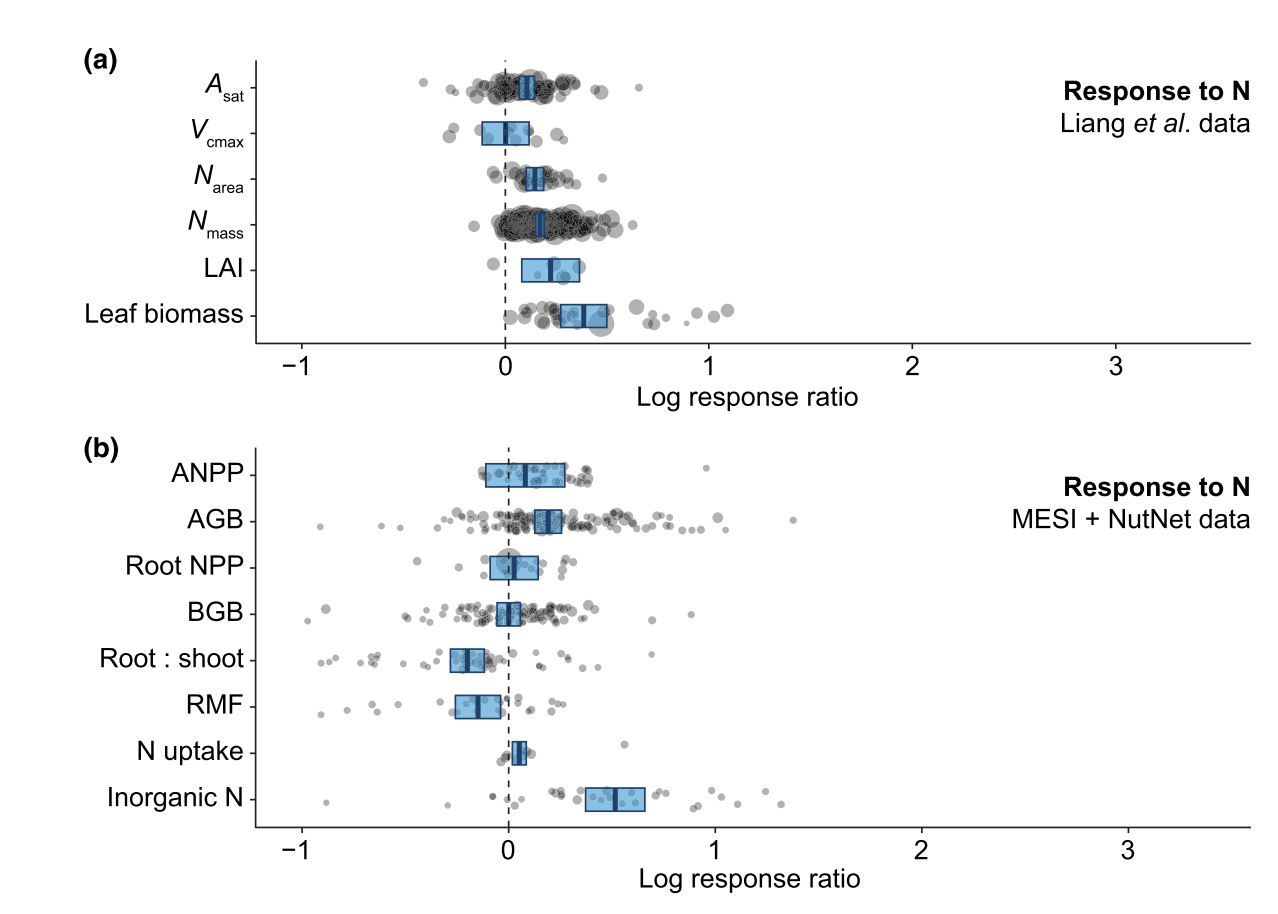 (a)
Response to N
Liang et al. data
Asat
Vcmax
Narea
Nmass
LAI
Leaf biomass
−1 0 1 2 3
Log response ratio
(b)
Response to N
MESI + NutNet data
ANPP
AGB
Root NPP
BGB
Root : shoot
RMF
N uptake
Inorganic N
−1 0 1 2 3
Log response ratio